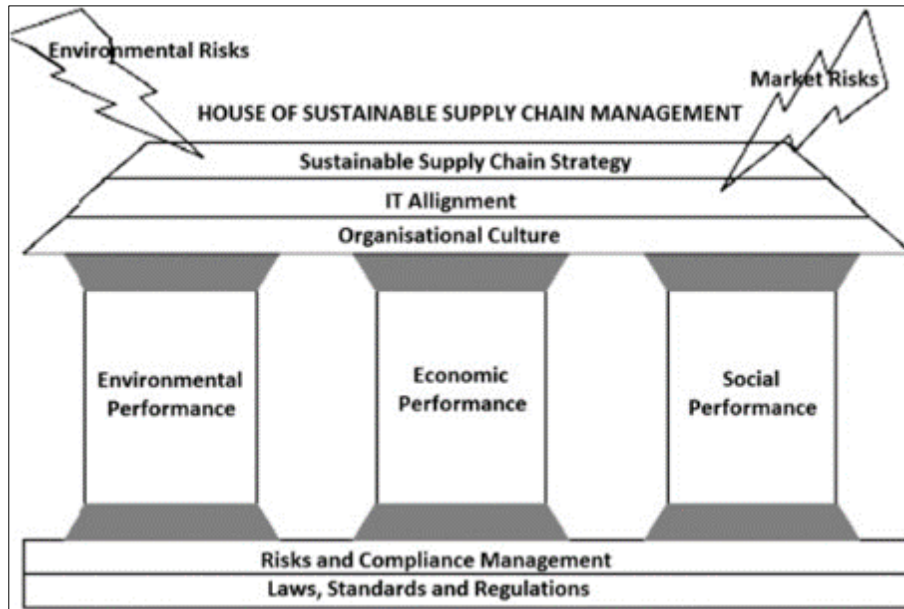 Environmental Risks
Market Risks
HOUSE OF SUSTAINABLE SUPPLY CHAIN MANAGEMENT
Sustainable Supply Chain Strategy
IT Allignment
Organisational Culture
Environmental
Performance
Economic
Performance
Social
Performance
Risks and Compliance Management
Laws, Standards and Regulations